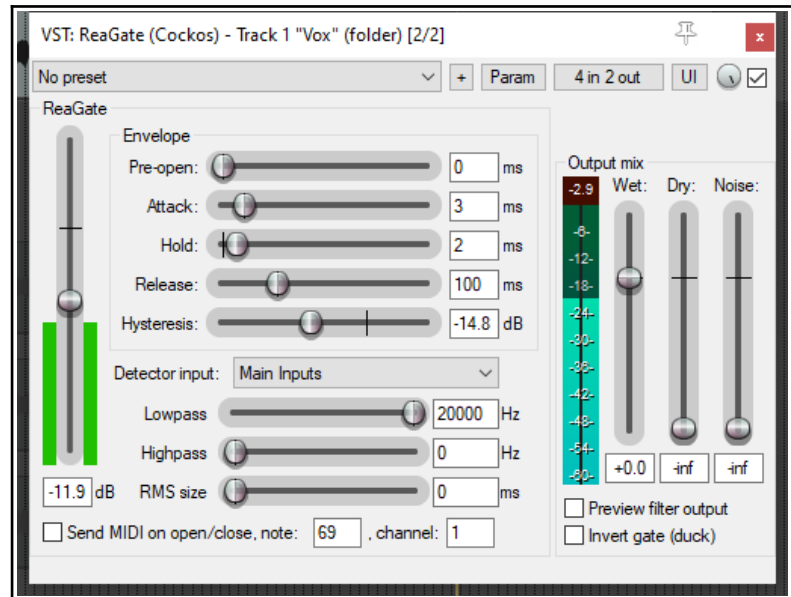 VST: ReaGate (Cockos) - Track 1 "Vox" (folder) [2/2]
x
No preset + Param 4 in 2 out UI
ReaGate
Envelope
Pre-open: 0 ms
Attack: 3 ms
Hold: 2 ms
Release: 100 ms
Hysteresis: -14.8 dB
Detector input: Main Inputs
Lowpass 20000 Hz
Highpass 0 Hz
-11.9 dB RMS size 0 ms
Send MIDI on open/close, note: 69 , channel: 1
Output mix
Wet: Dry: Noise:
-2.9
-6-
-12-
-18-
-24-
-30-
-36-
-42-
-48-
-54-
-60-
+0.0 -inf -inf
Preview filter output
Invert gate (duck)